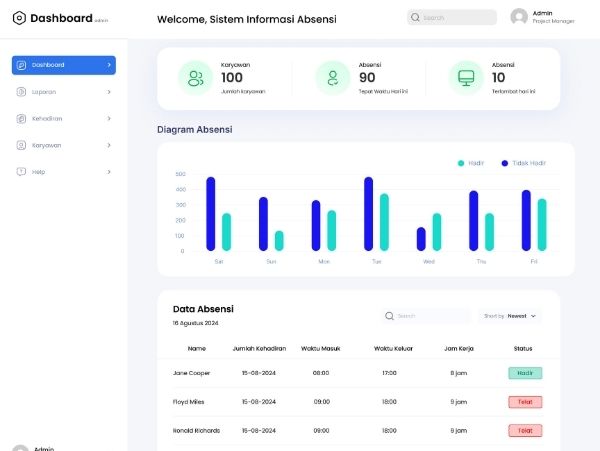 Dashboard admin
Welcome, Sistem Informasi Absensi
Search
Admin
Project Manager
Dashboard
Laporan
Kehadiran
Karyawan
Help
Karyawan
100
Jumlah karyawan
Absensi
90
Tepat Waktu Hari ini
Absensi
10
Terlambat hari ini
Diagram Absensi
Hadir
Tidak Hadir
500
400
300
200
100
0
Sat
Sun
Mon
Tue
Wed
Thu
Fri
Data Absensi
16 Agustus 2024
Search
Short by: Newest
Name Jumlah Kehadiran Waktu Masuk Waktu Keluar Jam Kerja Status
Jane Cooper 15-08-2024 08:00 17:00 8 jam Hadir
Floyd Miles 15-08-2024 09:00 18:00 9 jam Telat
Ronald Richards 15-08-2024 09:00 18:00 9 jam Telat
Admin